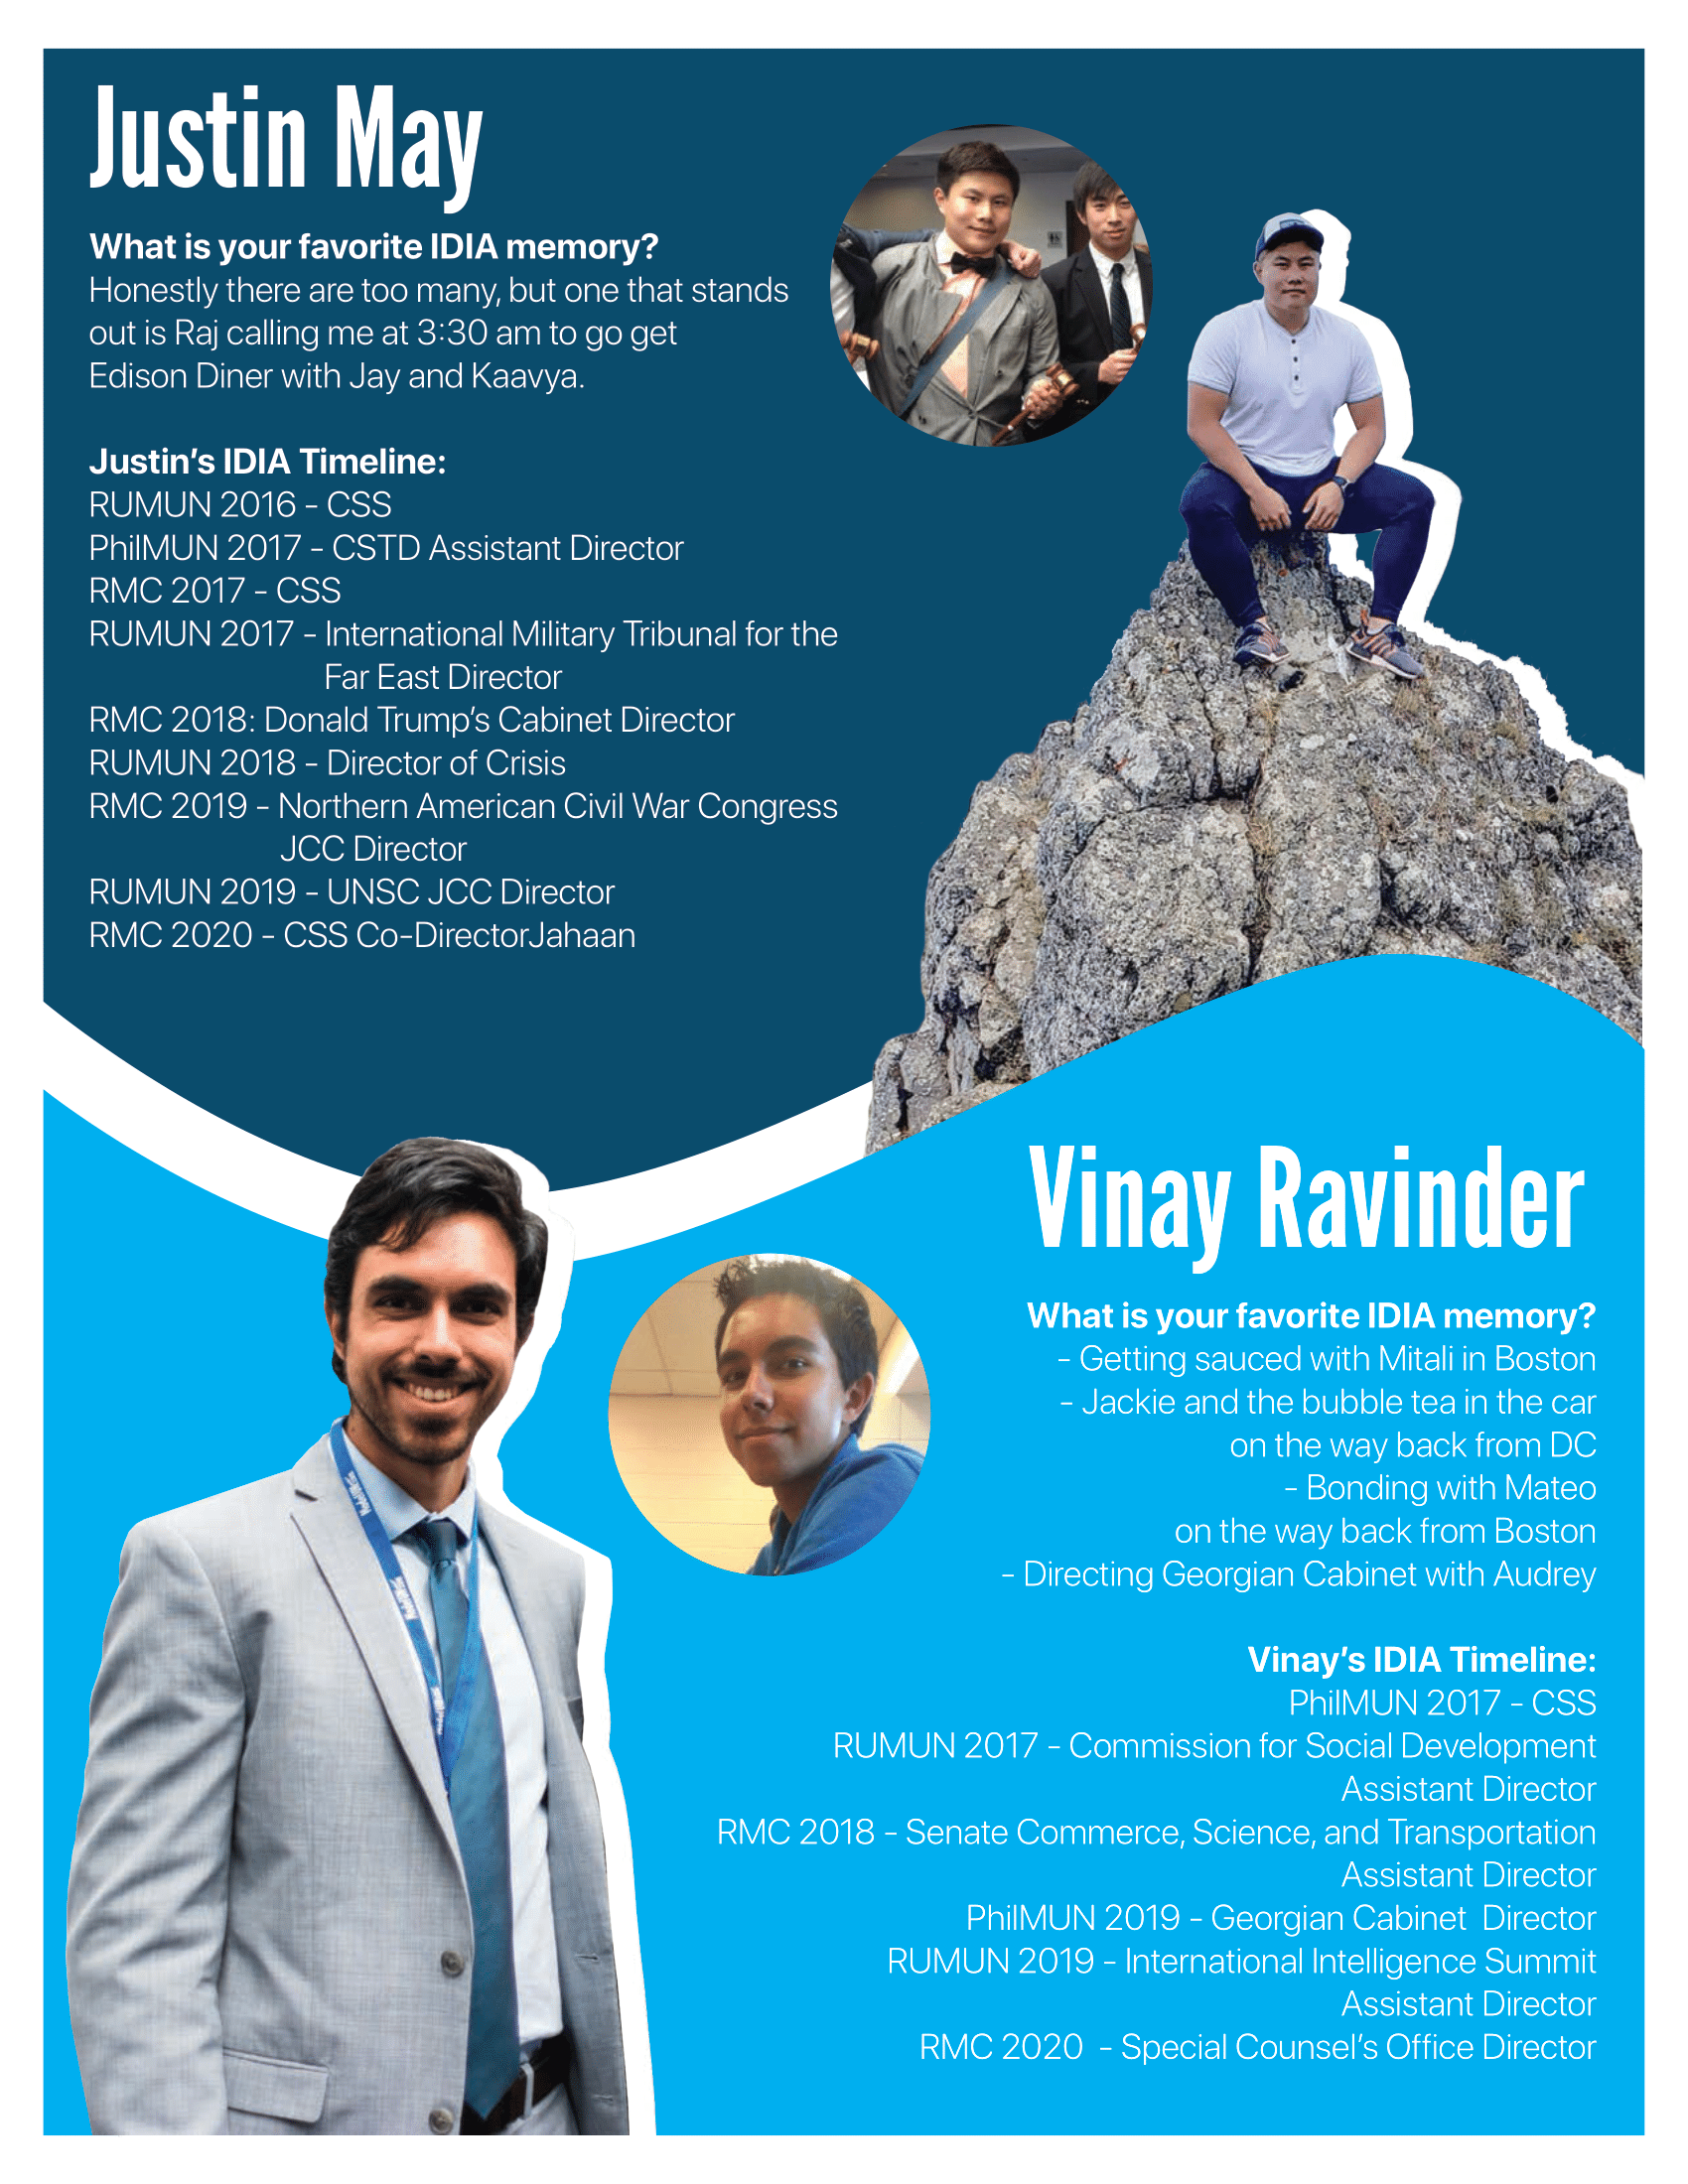 Justin May
What is your favorite IDIA memory?
Honestly there are too many, but one that stands
out is Raj calling me at 3:30 am to go get
Edison Diner with Jay and Kaavya.
Justin's IDIA Timeline:
RUMUN 2016 - CSS
PhilMUN 2017 - CSTD Assistant Director
RMC 2017 - CSS
RUMUN 2017 - International Military Tribunal for the
Far East Director
RMC 2018: Donald Trump's Cabinet Director
RUMUN 2018 - Director of Crisis
RMC 2019 - Northern American Civil War Congress
JCC Director
RUMUN 2019 - UNSC JCC Director
RMC 2020 - CSS Co-DirectorJahaan
Vinay Ravinder
What is your favorite IDIA memory?
- Getting sauced with Mitali in Boston
- Jackie and the bubble tea in the car
on the way back from DC
- Bonding with Mateo
on the way back from Boston
- Directing Georgian Cabinet with Audrey
Vinay's IDIA Timeline:
PhilMUN 2017 - CSS
RUMUN 2017 - Commission for Social Development
Assistant Director
RMC 2018 - Senate Commerce, Science, and Transportation
Assistant Director
PhilMUN 2019 - Georgian Cabinet  Director
RUMUN 2019 - International Intelligence Summit
Assistant Director
RMC 2020  - Special Counsel's Office Director